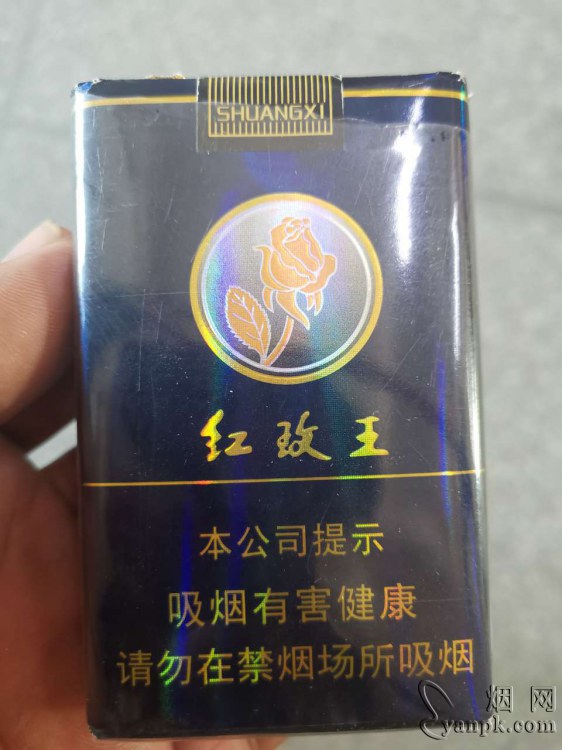 SHUANGXI
红玫王
本公司提示
吸烟有害健康
请勿在禁烟场所吸烟
烟网
yanpk.com